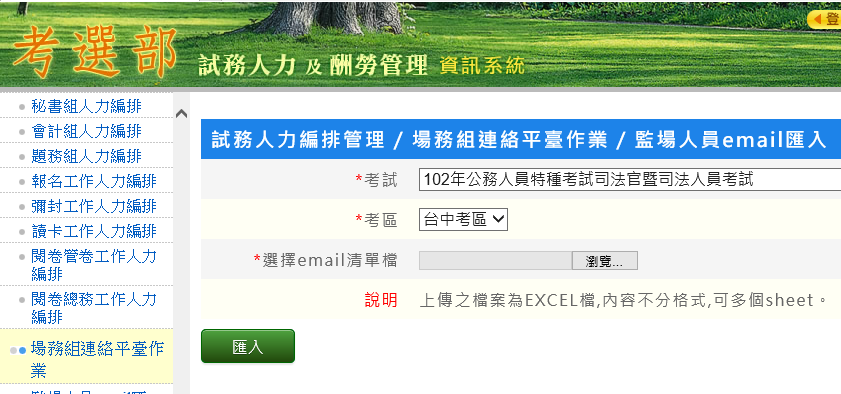 考選部 試務人力及酬勞管理 資訊系統
登
秘書組人力編排
會計組人力編排
題務組人力編排
報名工作人力編排
彌封工作人力編排
讀卡工作人力編排
閱卷管卷工作人力
編排
閱卷總務工作人力
編排
場務組連絡平臺作
業
試務人力編排管理 / 場務組連絡平臺作業 / 監場人員email匯入
*考試 102年公務人員特種考試司法官暨司法人員考試
*考區 台中考區
*選擇email清單檔 瀏覽...
說明 上傳之檔案為EXCEL檔,內容不分格式,可多個sheet。
匯入